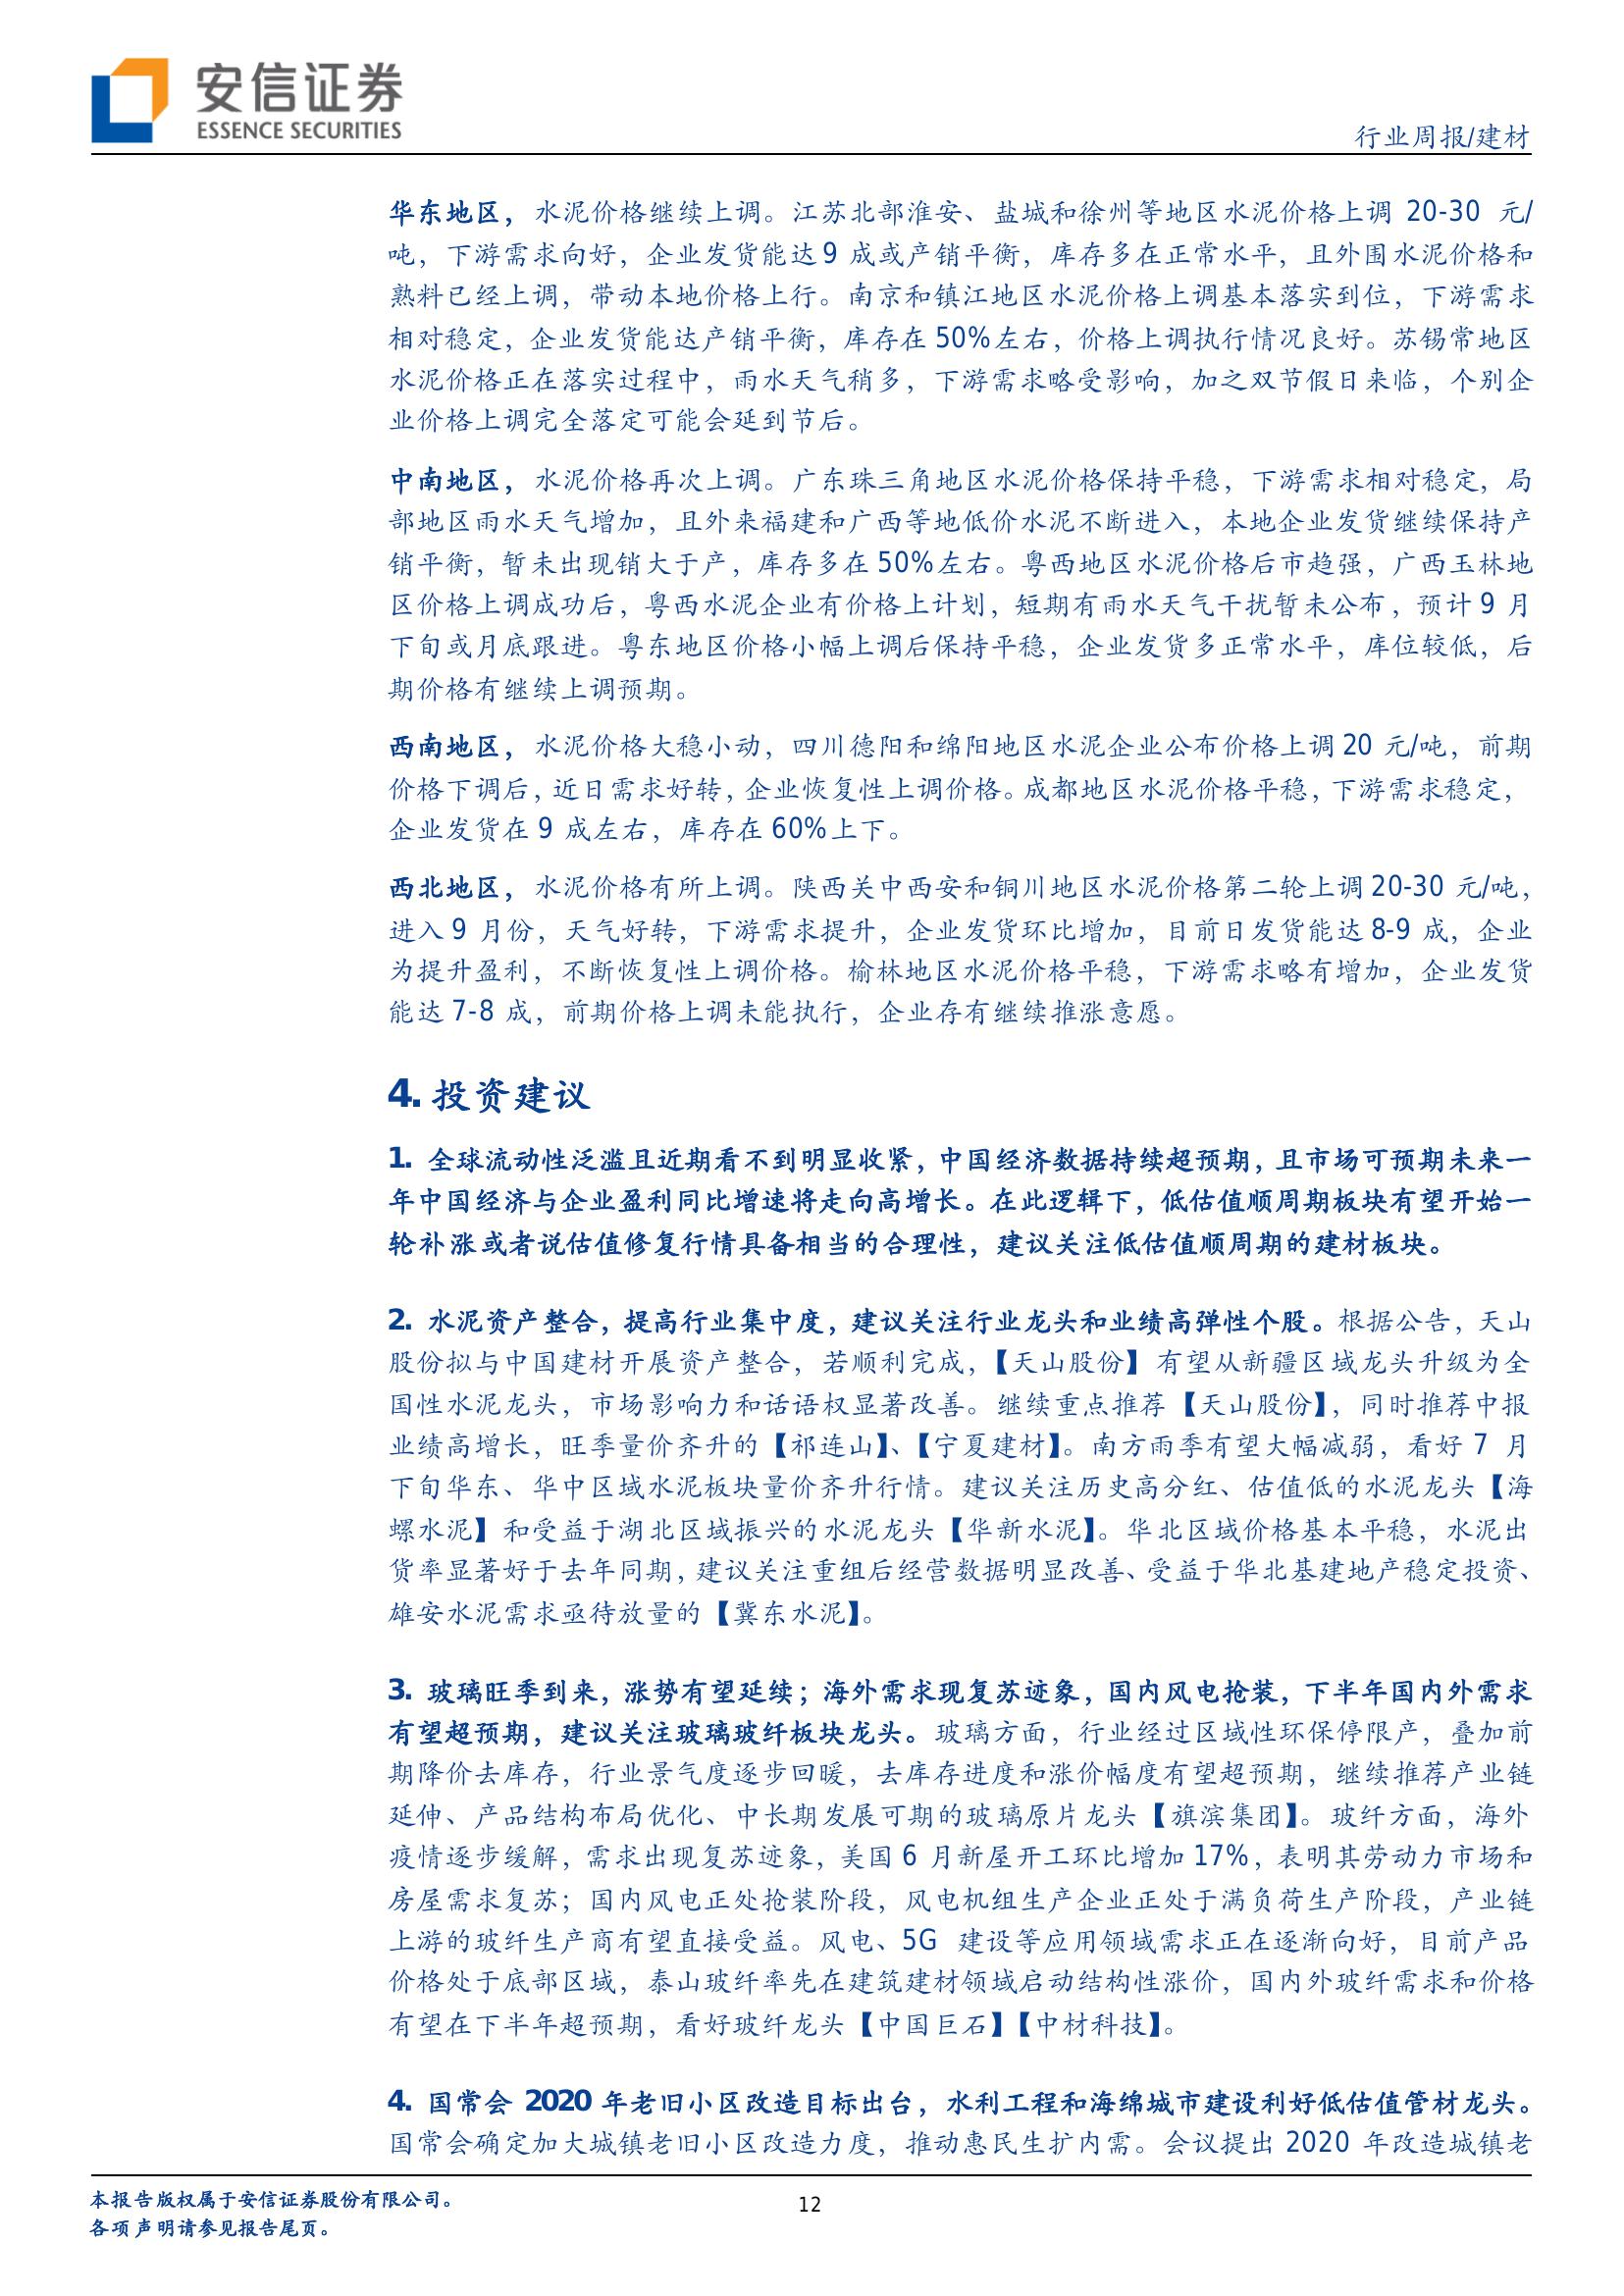 安信证券
ESSENCE SECURITIES
行业周报/建材
华东地区，水泥价格继续上调。江苏北部淮安、盐城和徐州等地区水泥价格上调 20-30 元/
吨，下游需求向好，企业发货能达 9 成或产销平衡，库存多在正常水平，且外围水泥价格和
熟料已经上调，带动本地价格上行。南京和镇江地区水泥价格上调基本落实到位，下游需求
相对稳定，企业发货能达产销平衡，库存在 50%左右，价格上调执行情况良好。苏锡常地区
水泥价格正在落实过程中，雨水天气稍多，下游需求略受影响，加之双节假日来临，个别企
业价格上调完全落定可能会延到节后。
中南地区，水泥价格再次上调。广东珠三角地区水泥价格保持平稳，下游需求相对稳定，局
部地区雨水天气增加，且外来福建和广西等地低价水泥不断进入，本地企业发货继续保持产
销平衡，暂未出现销大于产，库存多在 50%左右。粤西地区水泥价格后市趋强，广西玉林地
区价格上调成功后，粤西水泥企业有价格上计划，短期有雨水天气干扰暂未公布，预计 9 月
下旬或月底跟进。粤东地区价格小幅上调后保持平稳，企业发货多正常水平，库位较低，后
期价格有继续上调预期。
西南地区，水泥价格大稳小动，四川德阳和绵阳地区水泥企业公布价格上调 20 元/吨，前期
价格下调后，近日需求好转，企业恢复性上调价格。成都地区水泥价格平稳，下游需求稳定，
企业发货在 9 成左右，库存在 60%上下。
西北地区，水泥价格有所上调。陕西关中西安和铜川地区水泥价格第二轮上调 20-30 元/吨，
进入 9 月份，天气好转，下游需求提升，企业发货环比增加，目前日发货能达 8-9 成，企业
为提升盈利，不断恢复性上调价格。榆林地区水泥价格平稳，下游需求略有增加，企业发货
能达 7-8 成，前期价格上调未能执行，企业存有继续推涨意愿。
4. 投资建议
1. 全球流动性泛滥且近期看不到明显收紧，中国经济数据持续超预期，且市场可预期未来一
年中国经济与企业盈利同比增速将走向高增长。在此逻辑下，低估值顺周期板块有望开始一
轮补涨或者说估值修复行情具备相当的合理性，建议关注低估值顺周期的建材板块。
2. 水泥资产整合，提高行业集中度，建议关注行业龙头和业绩高弹性个股。根据公告，天山
股份拟与中国建材开展资产整合，若顺利完成，【天山股份】有望从新疆区域龙头升级为全
国性水泥龙头，市场影响力和话语权显著改善。继续重点推荐【天山股份】，同时推荐中报
业绩高增长，旺季量价齐升的【祁连山】、【宁夏建材】。南方雨季有望大幅减弱，看好 7 月
下旬华东、华中区域水泥板块量价齐升行情。建议关注历史高分红、估值低的水泥龙头【海
螺水泥】和受益于湖北区域振兴的水泥龙头【华新水泥】。华北区域价格基本平稳，水泥出
货率显著好于去年同期，建议关注重组后经营数据明显改善、受益于华北基建地产稳定投资、
雄安水泥需求亟待放量的【冀东水泥】。
3. 玻璃旺季到来，涨势有望延续；海外需求现复苏迹象，国内风电抢装，下半年国内外需求
有望超预期，建议关注玻璃玻纤板块龙头。玻璃方面，行业经过区域性环保停限产，叠加前
期降价去库存，行业景气度逐步回暖，去库存进度和涨价幅度有望超预期，继续推荐产业链
延伸、产品结构布局优化、中长期发展可期的玻璃原片龙头【旗滨集团】。玻纤方面，海外
疫情逐步缓解，需求出现复苏迹象，美国 6 月新屋开工环比增加 17%，表明其劳动力市场和
房屋需求复苏；国内风电正处抢装阶段，风电机组生产企业正处于满负荷生产阶段，产业链
上游的玻纤生产商有望直接受益。风电、5G 建设等应用领域需求正在逐渐向好，目前产品
价格处于底部区域，泰山玻纤率先在建筑建材领域启动结构性涨价，国内外玻纤需求和价格
有望在下半年超预期，看好玻纤龙头【中国巨石】【中材科技】。
4. 国常会 2020 年老旧小区改造目标出台，水利工程和海绵城市建设利好低估值管材龙头。
国常会确定加大城镇老旧小区改造力度，推动惠民生扩内需。会议提出 2020 年改造城镇老
本报告版权属于安信证券股份有限公司。
各项声明请参见报告尾页。
12